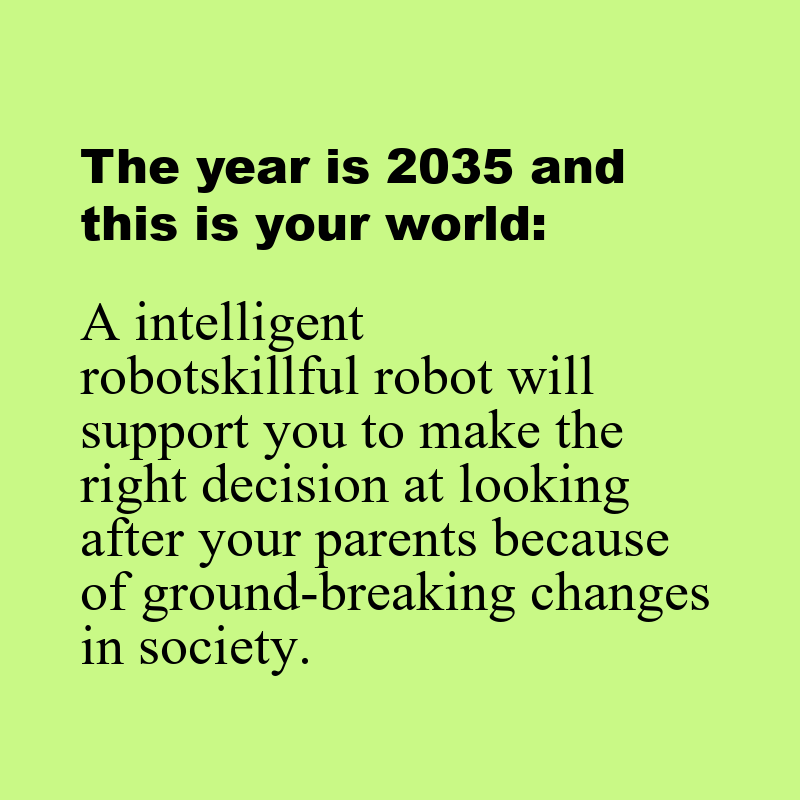 The year is 2035 and
this is your world:
A intelligent
robotskillful robot will
support you to make the
right decision at looking
after your parents because
of ground-breaking changes
in society.